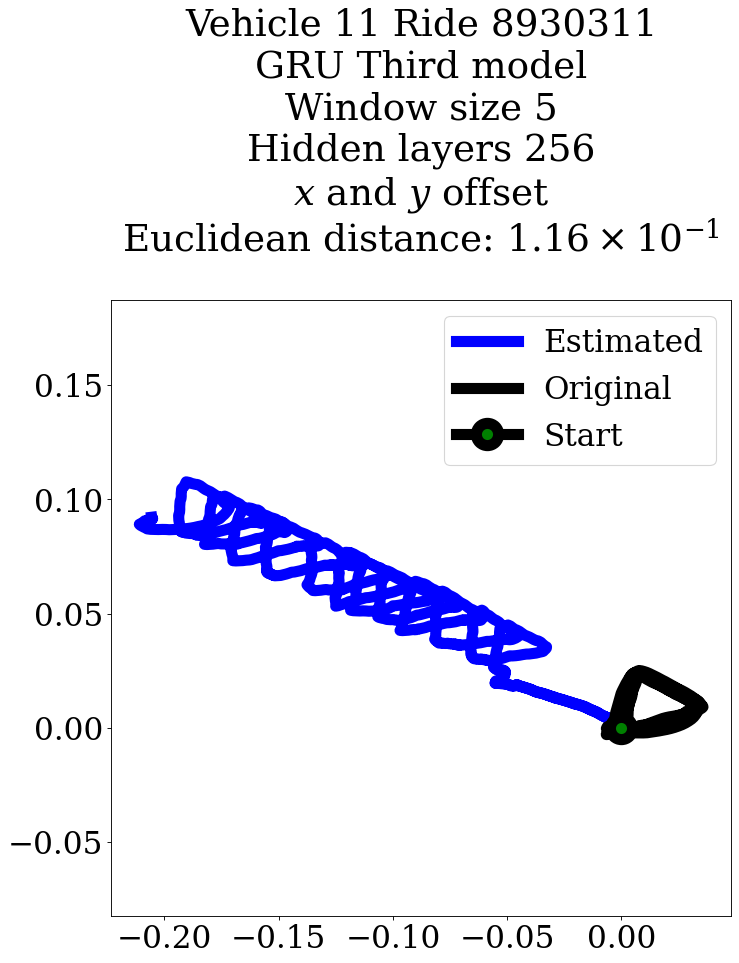 Vehicle 11 Ride 8930311
GRU Third model
Window size 5
Hidden layers 256
x and y offset
Euclidean distance: 1.16 × 10⁻¹
Estimated
Original
Start
0.15
0.10
0.05
0.00
−0.05
−0.20 −0.15 −0.10 −0.05 0.00